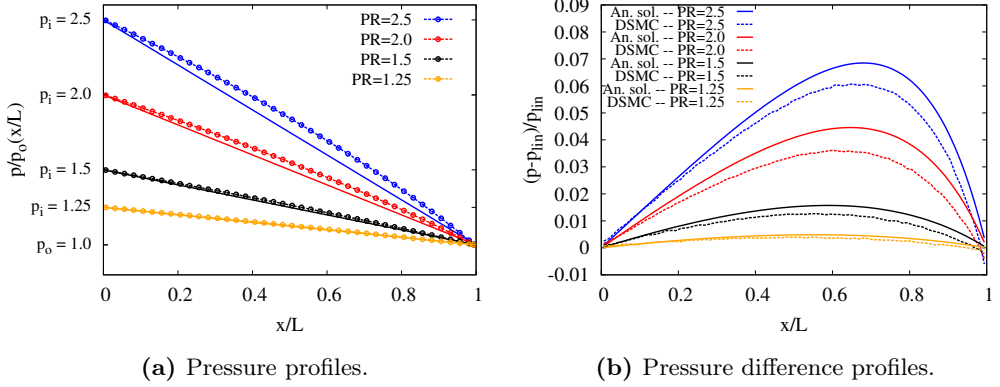 p_i = 2.5
p_i = 2.0
p_i = 1.5
p_i = 1.25
p_o = 1.0
p/p_o(x/L)
PR=2.5
PR=2.0
PR=1.5
PR=1.25
0 0.2 0.4 0.6 0.8 1
x/L
(a) Pressure profiles.
0.09
0.08
0.07
0.06
0.05
0.04
0.03
0.02
0.01
0
-0.01
(p-p_lin)/p_lin
An. sol. -- PR=2.5
DSMC -- PR=2.5
An. sol. -- PR=2.0
DSMC -- PR=2.0
An. sol. -- PR=1.5
DSMC -- PR=1.5
An. sol. -- PR=1.25
DSMC -- PR=1.25
0 0.2 0.4 0.6 0.8 1
x/L
(b) Pressure difference profiles.